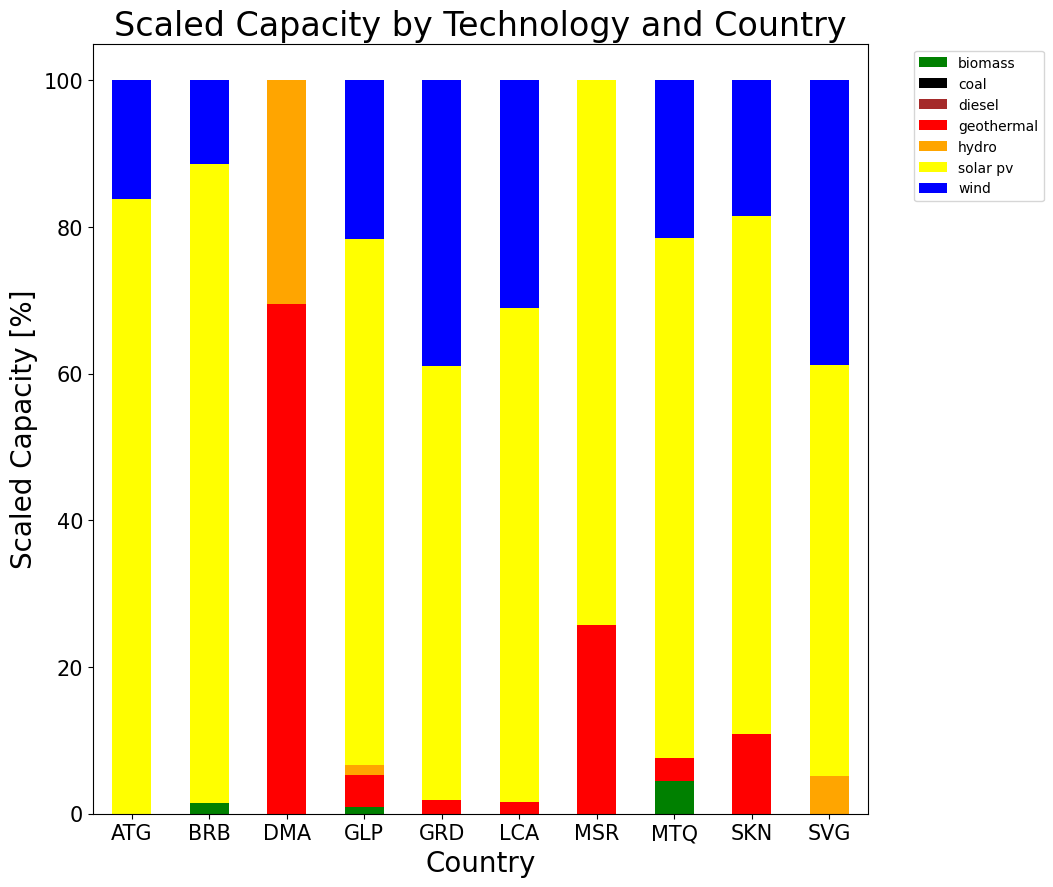 Scaled Capacity by Technology and Country
biomass
coal
diesel
geothermal
hydro
solar pv
wind
Scaled Capacity [%]
100
80
60
40
20
0
ATG BRB DMA GLP GRD LCA MSR MTQ SKN SVG
Country